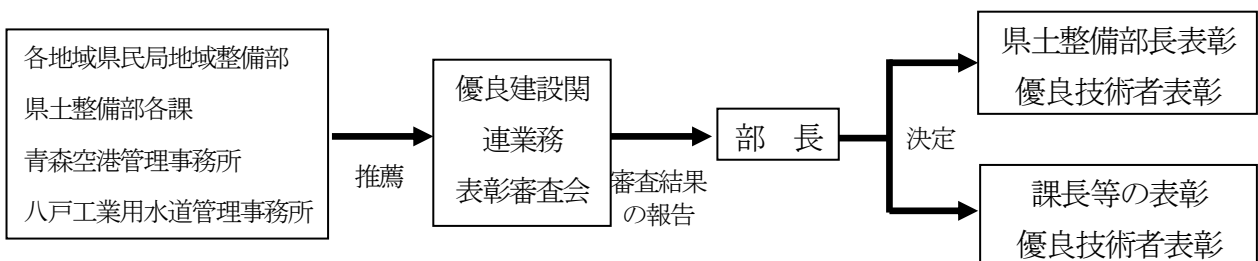 各地域県民局地域整備部
県土整備部各課
青森空港管理事務所
八戸工業用水道管理事務所
推薦
優良建設関
連業務
表彰審査会
審査結果
の報告
部　長
決定
県土整備部長表彰
優良技術者表彰
課長等の表彰
優良技術者表彰